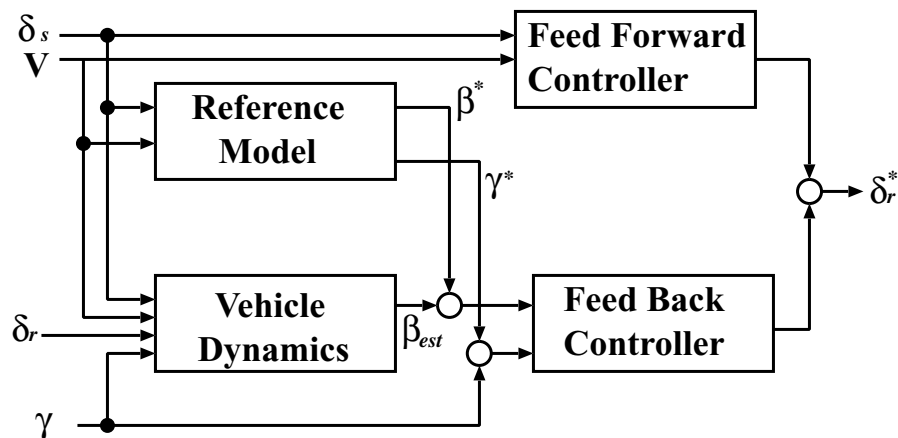 δs
V
Feed Forward
Controller
Reference
Model
β*
γ*
δr*
Vehicle
Dynamics
βest
Feed Back
Controller
δr
γ